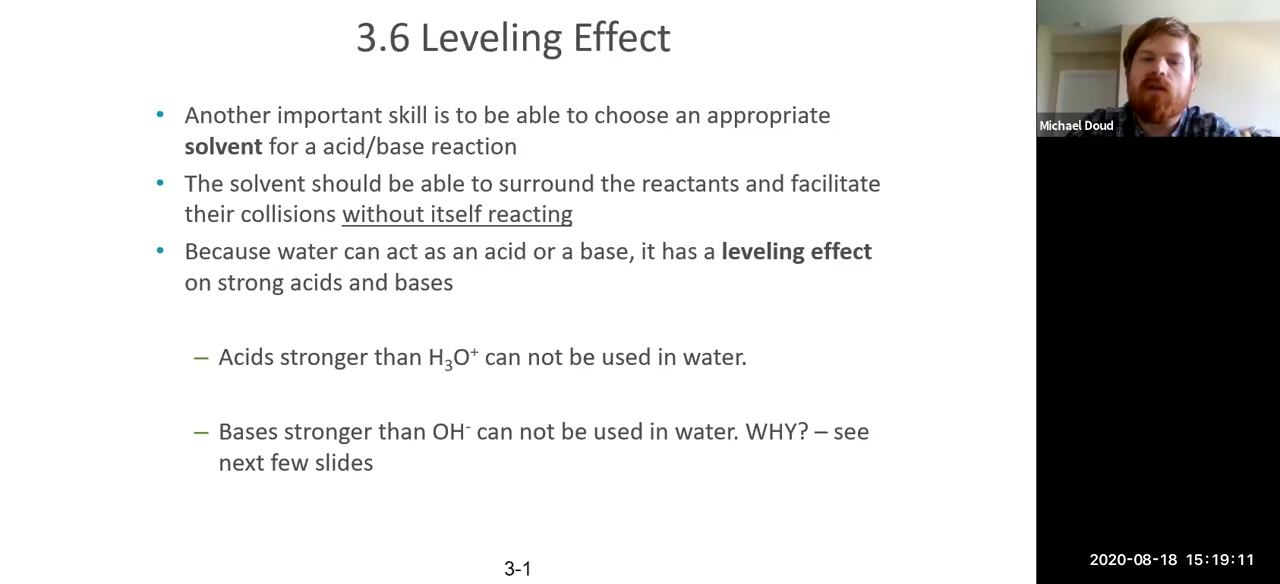 3.6 Leveling Effect
• Another important skill is to be able to choose an appropriate
solvent for a acid/base reaction
• The solvent should be able to surround the reactants and facilitate
their collisions without itself reacting
• Because water can act as an acid or a base, it has a leveling effect
on strong acids and bases
– Acids stronger than H₃O⁺ can not be used in water.
– Bases stronger than OH⁻ can not be used in water. WHY? – see
next few slides
3-1
Michael Doud
2020-08-18 15:19:11